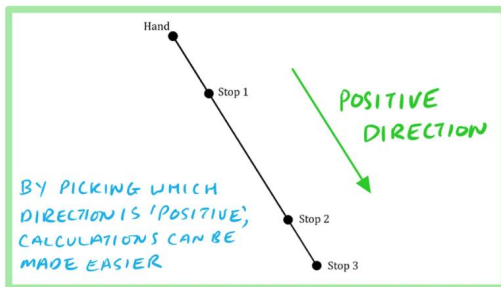 Hand
Stop 1
POSITIVE
DIRECTION
BY PICKING WHICH
DIRECTION IS 'POSITIVE',
CALCULATIONS CAN BE
MADE EASIER
Stop 2
Stop 3